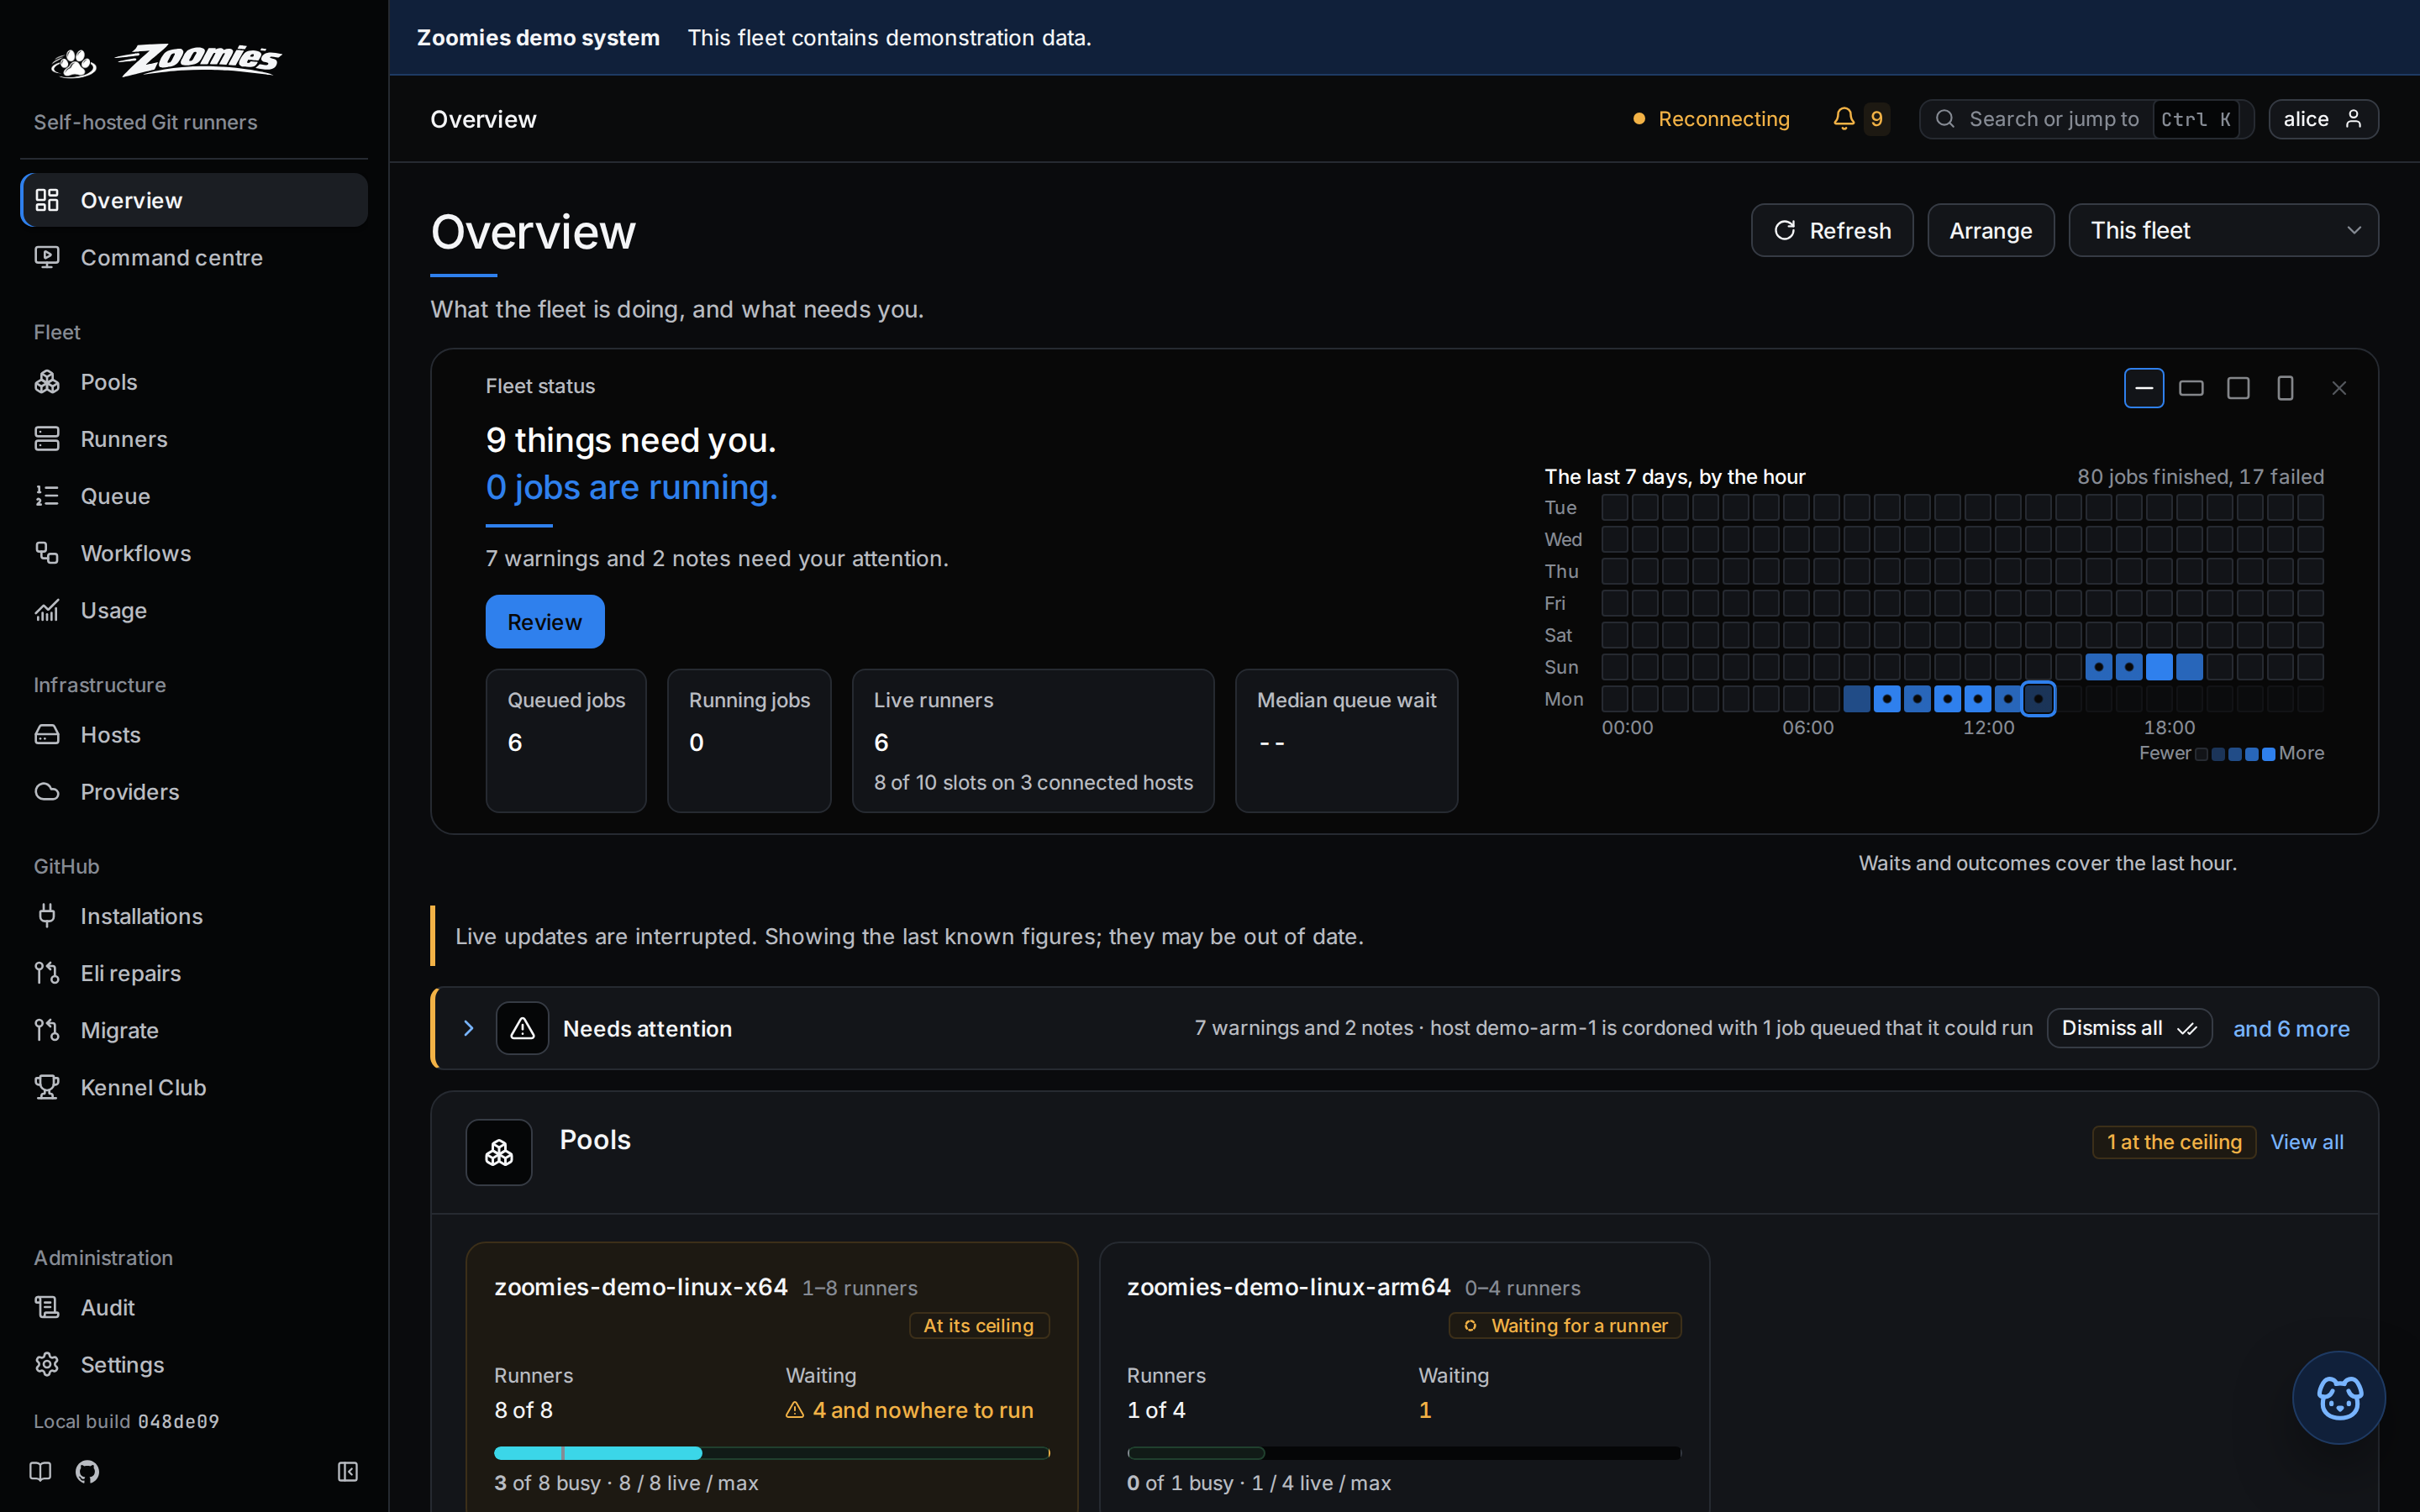 Zoomies
Self-hosted Git runners
Overview
Command centre
Fleet
Pools
Runners
Queue
Workflows
Usage
Infrastructure
Hosts
Providers
GitHub
Installations
Eli repairs
Migrate
Kennel Club
Administration
Audit
Settings
Local build 048de09
Zoomies demo system This fleet contains demonstration data.
Overview
Reconnecting 9 Search or jump to Ctrl K alice
Overview
Refresh Arrange This fleet
What the fleet is doing, and what needs you.
Fleet status
9 things need you.
0 jobs are running.
7 warnings and 2 notes need your attention.
Review
Queued jobs
6
Running jobs
0
Live runners
6
8 of 10 slots on 3 connected hosts
Median queue wait
--
The last 7 days, by the hour 80 jobs finished, 17 failed
Tue
Wed
Thu
Fri
Sat
Sun
Mon
00:00 06:00 12:00 18:00
Fewer More
Waits and outcomes cover the last hour.
Live updates are interrupted. Showing the last known figures; they may be out of date.
Needs attention 7 warnings and 2 notes · host demo-arm-1 is cordoned with 1 job queued that it could run Dismiss all and 6 more
Pools 1 at the ceiling View all
zoomies-demo-linux-x64 1–8 runners
At its ceiling
Runners Waiting
8 of 8 4 and nowhere to run
3 of 8 busy · 8 / 8 live / max
zoomies-demo-linux-arm64 0–4 runners
Waiting for a runner
Runners Waiting
1 of 4 1
0 of 1 busy · 1 / 4 live / max